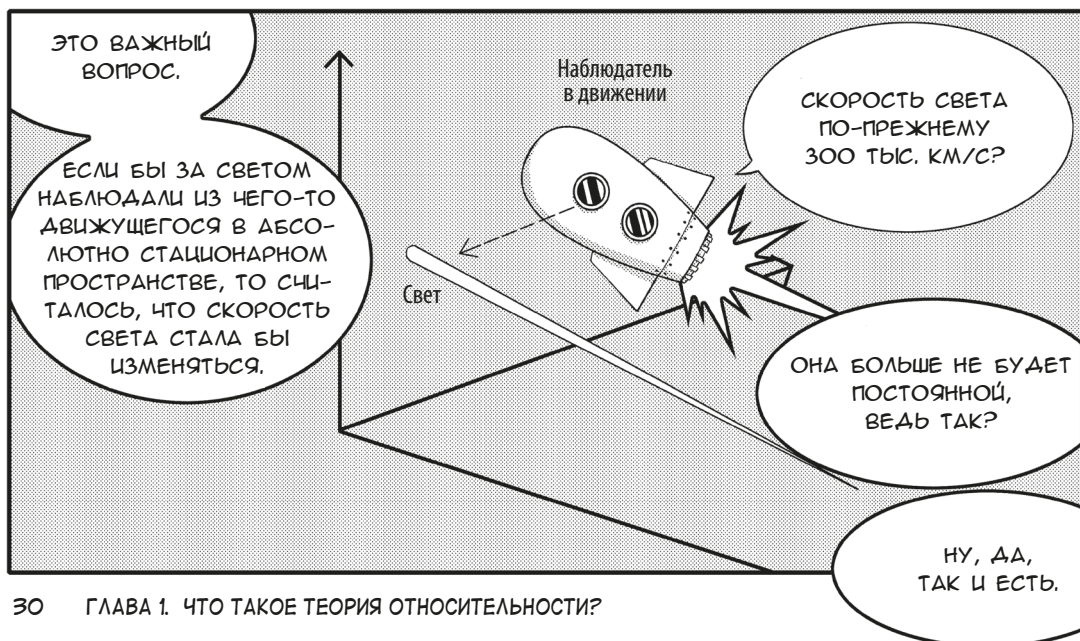 ЭТО ВАЖНЫЙ
ВОПРОС.
ЕСЛИ БЫ ЗА СВЕТОМ
НАБЛЮДАЛИ ИЗ ЧЕГО-ТО
ДВИЖУЩЕГОСЯ В АБСО-
ЛЮТНО СТАЦИОНАРНОМ
ПРОСТРАНСТВЕ, ТО СЧИ-
ТАЛОСЬ, ЧТО СКОРОСТЬ
СВЕТА СТАЛА БЫ
ИЗМЕНЯТЬСЯ.
Наблюдатель
в движении
Свет
СКОРОСТЬ СВЕТА
ПО-ПРЕЖНЕМУ
300 ТЫС. КМ/С?
ОНА БОЛЬШЕ НЕ БУДЕТ
ПОСТОЯННОЙ,
ВЕДЬ ТАК?
НУ, ДА,
ТАК И ЕСТЬ.
30 ГЛАВА 1. ЧТО ТАКОЕ ТЕОРИЯ ОТНОСИТЕЛЬНОСТИ?